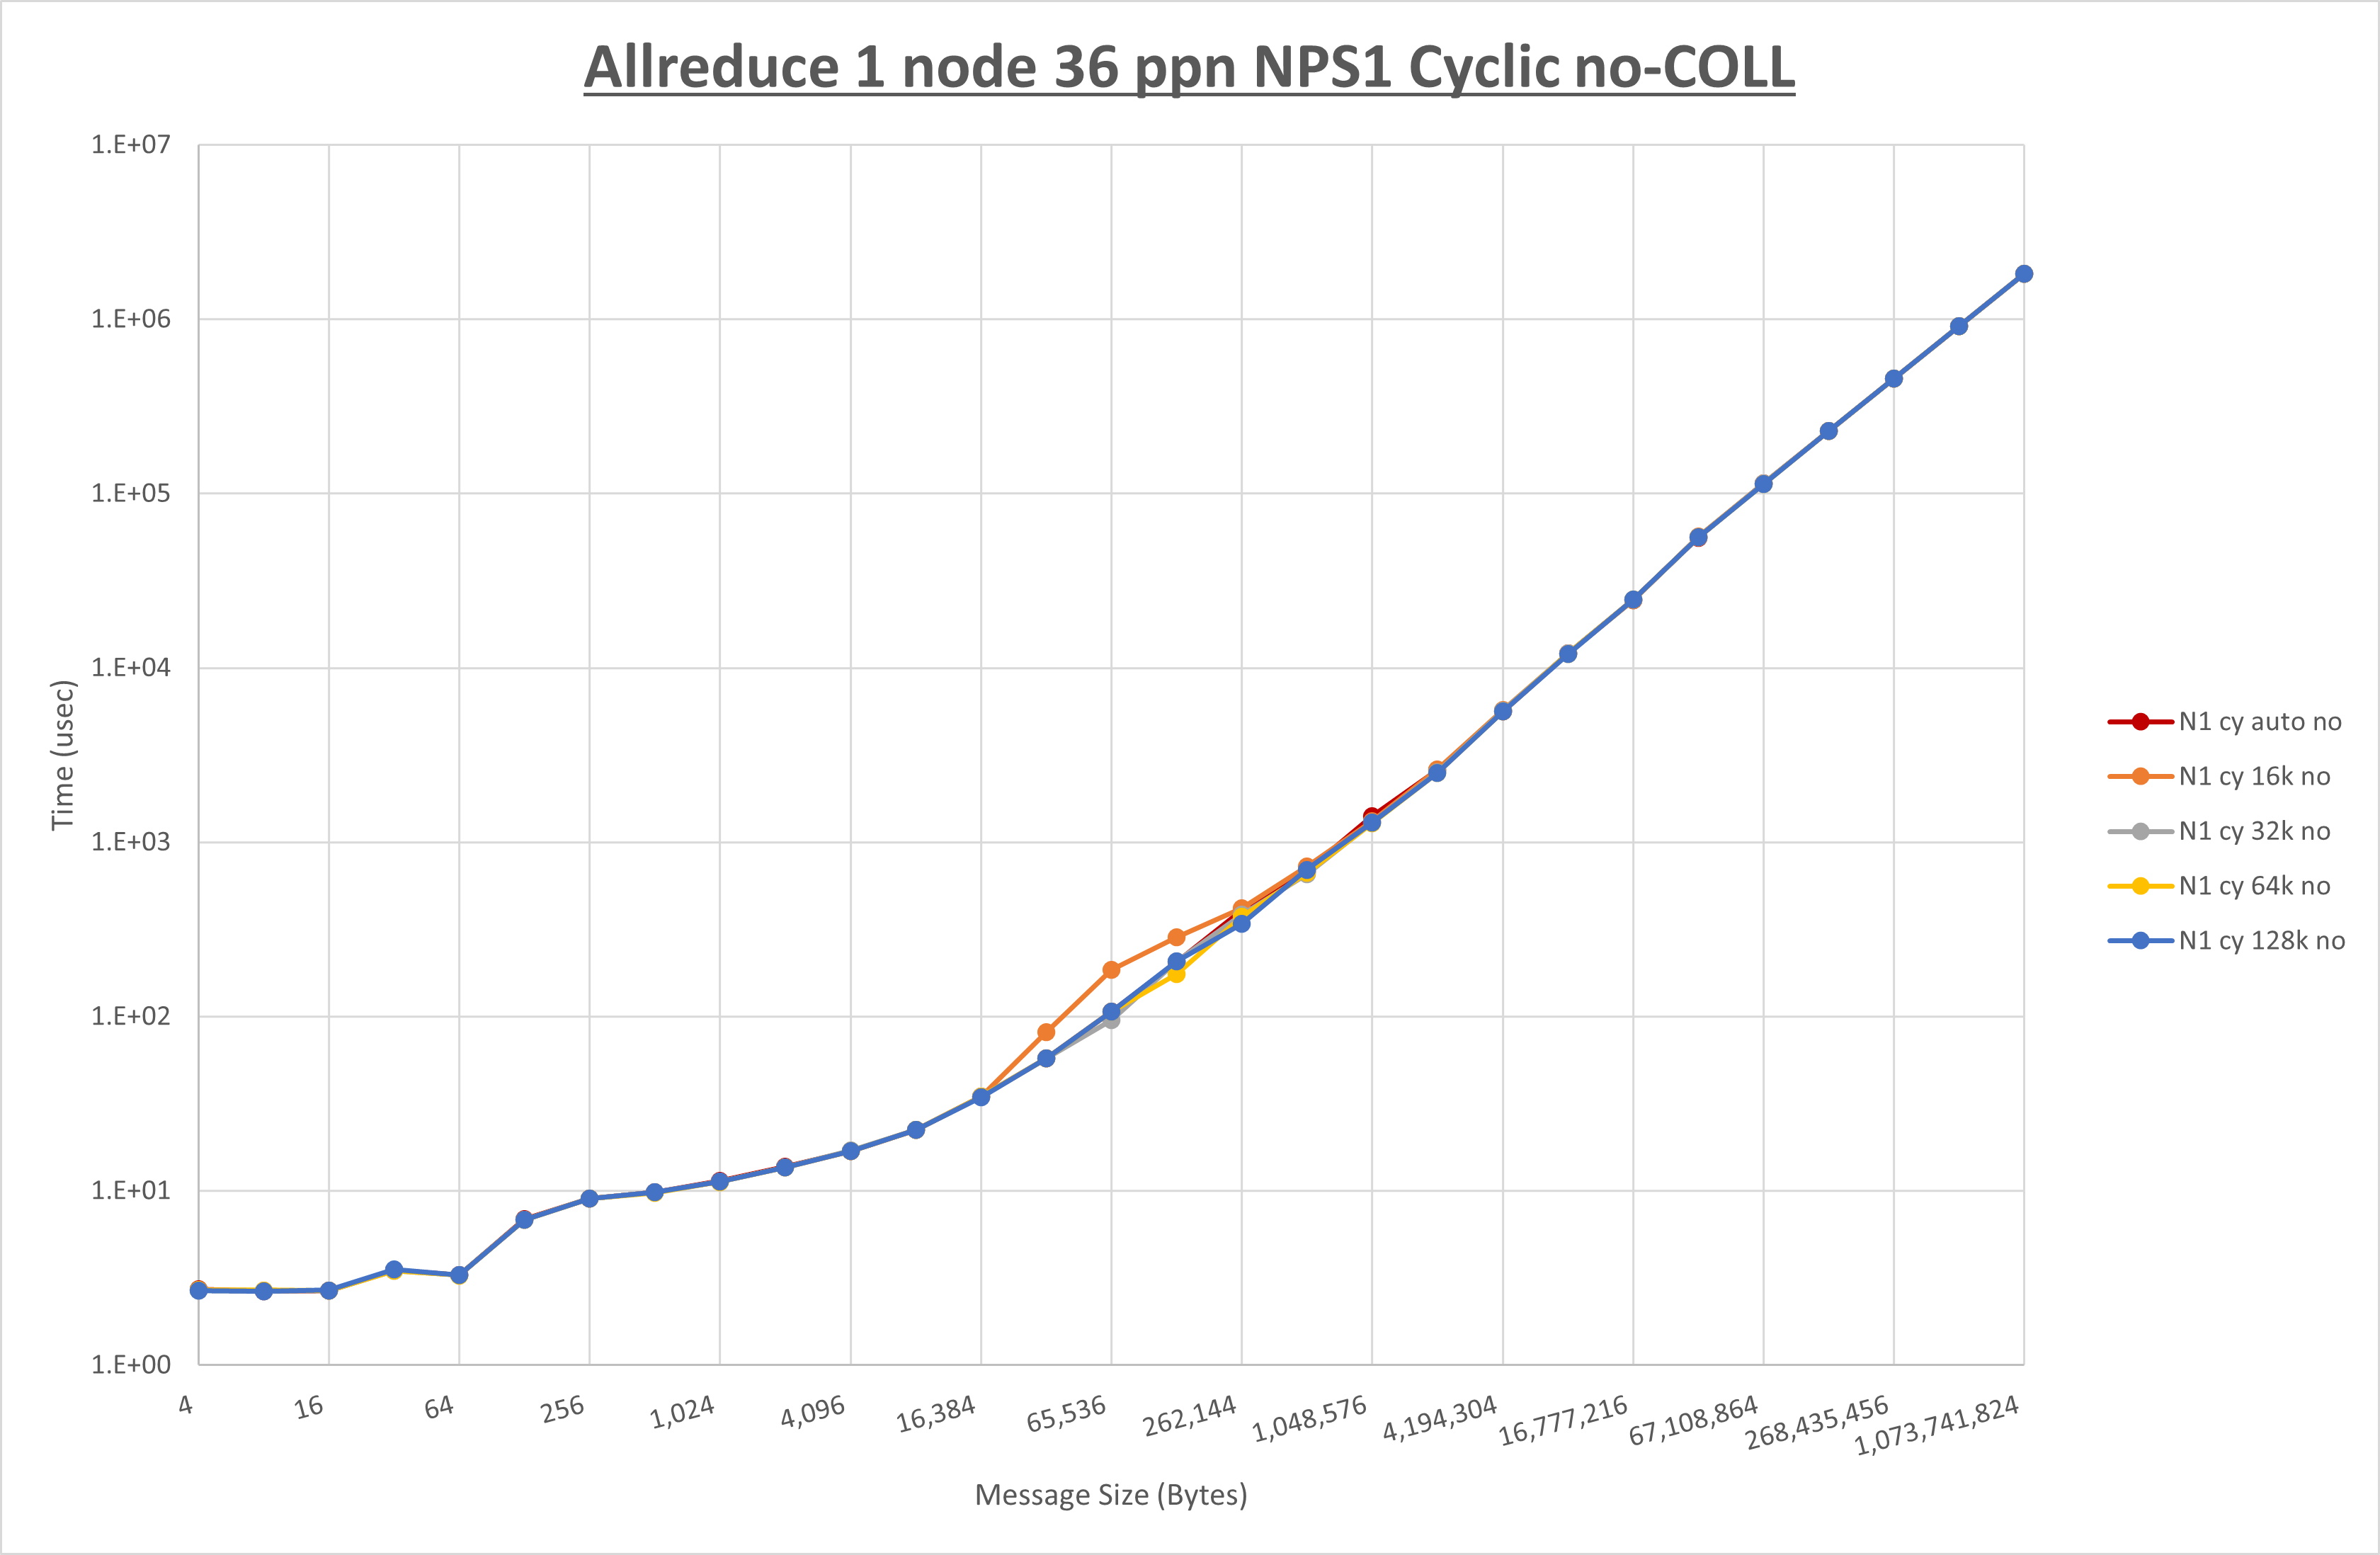 Allreduce 1 node 36 ppn NPS1 Cyclic no-COLL
1.E+07
1.E+06
1.E+05
1.E+04
1.E+03
1.E+02
1.E+01
1.E+00
Time (usec)
4
16
64
256
1,024
4,096
16,384
65,536
262,144
1,048,576
4,194,304
16,777,216
67,108,864
268,435,456
1,073,741,824
Message Size (Bytes)
N1 cy auto no
N1 cy 16k no
N1 cy 32k no
N1 cy 64k no
N1 cy 128k no